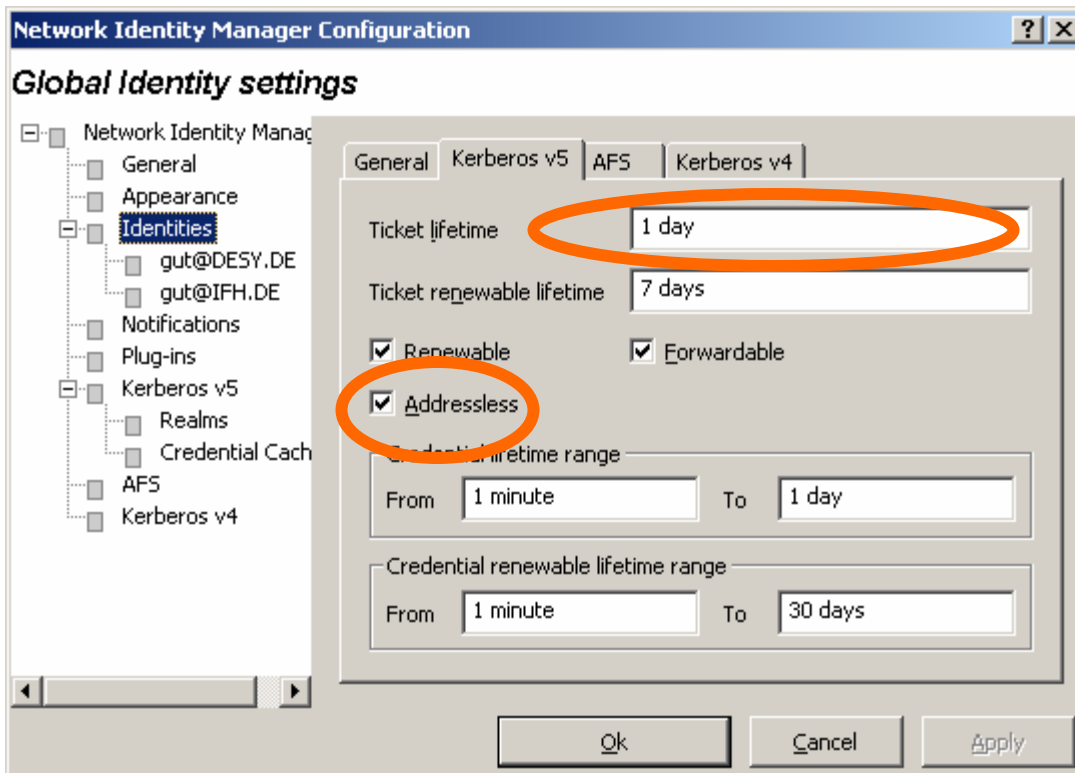 Network Identity Manager Configuration
Global Identity settings
Network Identity Manag
General
Appearance
Identities
gut@DESY.DE
gut@IFH.DE
Notifications
Plug-ins
Kerberos v5
Realms
Credential Cach
AFS
Kerberos v4
General Kerberos v5 AFS Kerberos v4
Ticket lifetime 1 day
Ticket renewable lifetime 7 days
Renewable Forwardable
Addressless
Credential lifetime range
From 1 minute To 1 day
Credential renewable lifetime range
From 1 minute To 30 days
Ok Cancel Apply